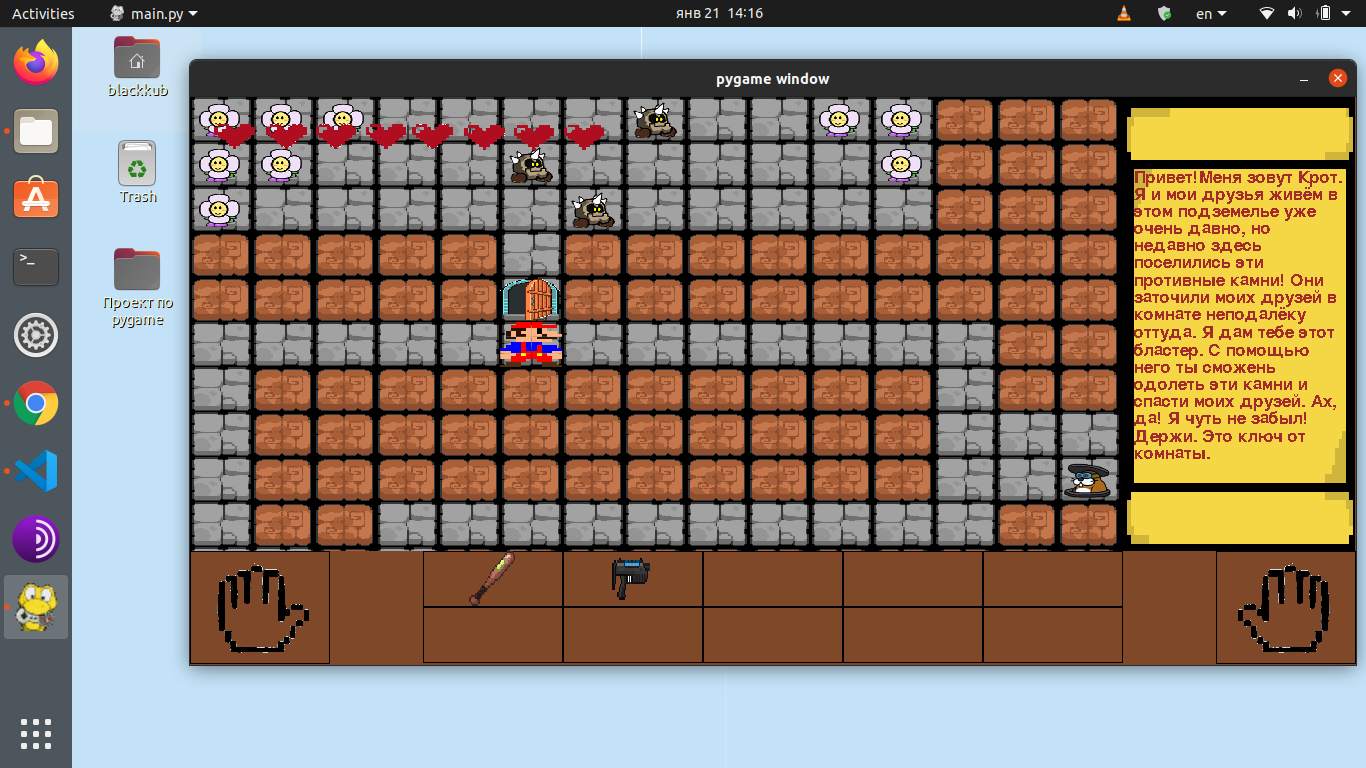 Activities
main.py
янв 21 14:16
en
blackkub
Trash
Проект по
pygame
pygame window
Привет! Меня зовут Крот.
Я и мои друзья живём в
этом подземелье уже
очень давно, но
недавно здесь
поселились эти
противные камни! Они
заточили моих друзей в
комнате неподалёку
оттуда. Я дам тебе этот
бластер. С помощью
него ты сможень
одолеть эти камни и
спасти моих друзей. Ах,
да! Я чуть не забыл!
Держи. Это ключ от
комнаты.